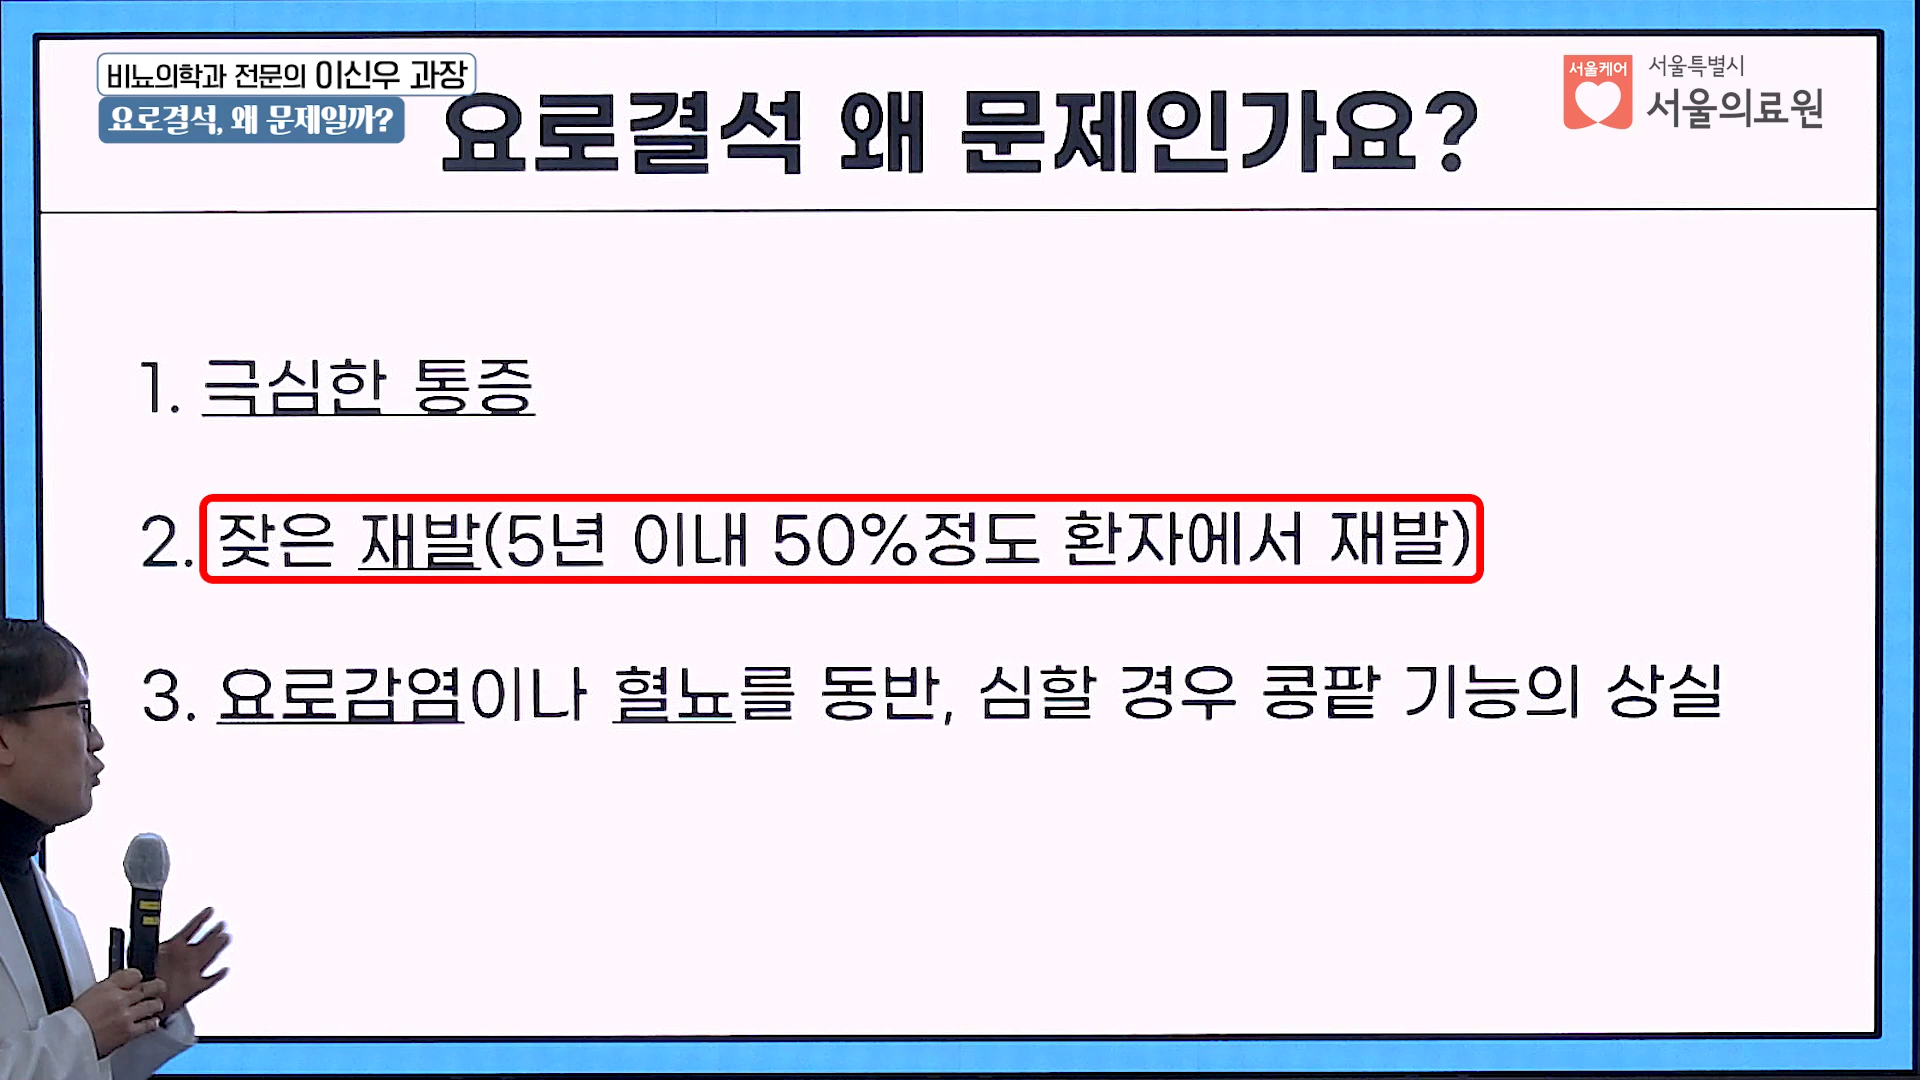 비뇨의학과 전문의 이신우 과장
요로결석, 왜 문제일까?
요로결석 왜 문제인가요?
서울케어
서울특별시
서울의료원
1. 극심한 통증
2. 잦은 재발(5년 이내 50%정도 환자에서 재발)
3. 요로감염이나 혈뇨를 동반, 심할 경우 콩팥 기능의 상실